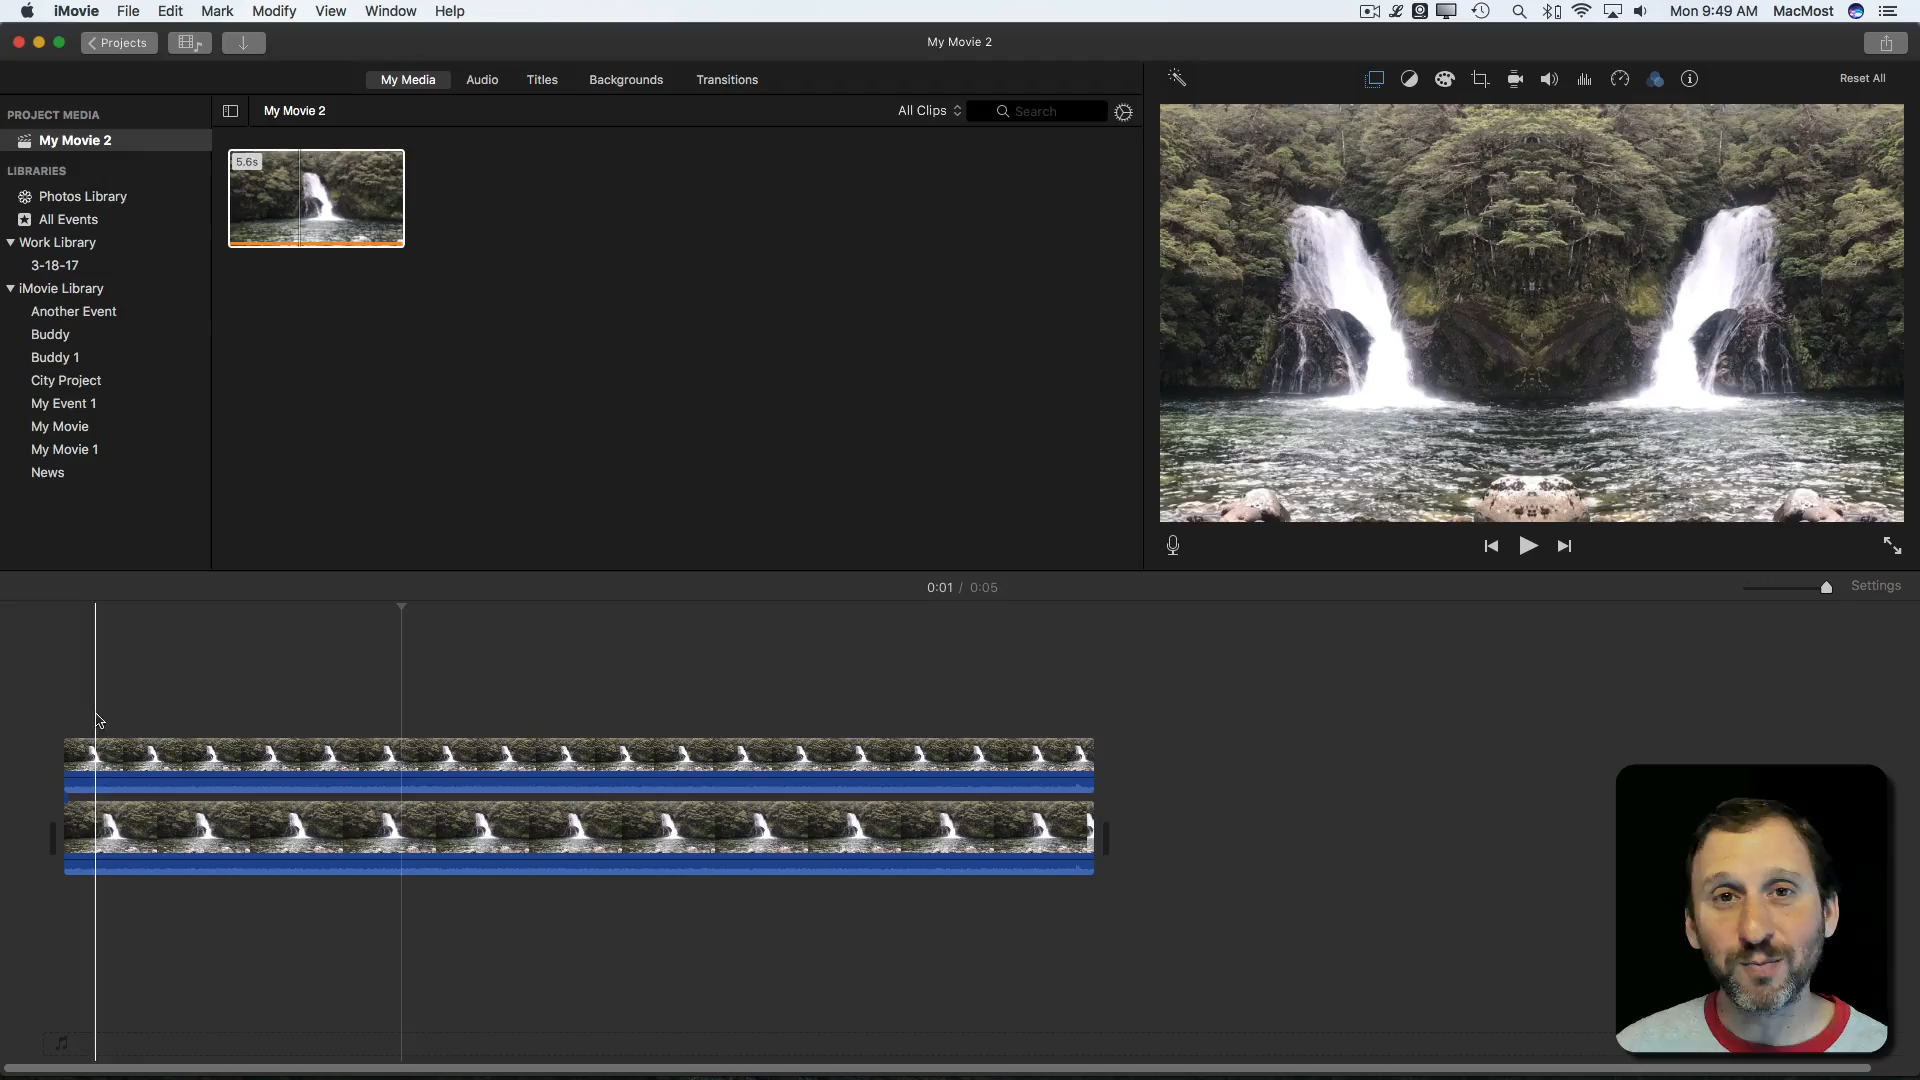 iMovie File Edit Mark Modify View Window Help
Mon 9:49 AM MacMost
Projects
My Movie 2
My Media Audio Titles Backgrounds Transitions
Reset All
PROJECT MEDIA
My Movie 2
LIBRARIES
Photos Library
All Events
Work Library
3-18-17
iMovie Library
Another Event
Buddy
Buddy 1
City Project
My Event 1
My Movie
My Movie 1
News
My Movie 2
All Clips
Search
5.6s
0:01 / 0:05
Settings